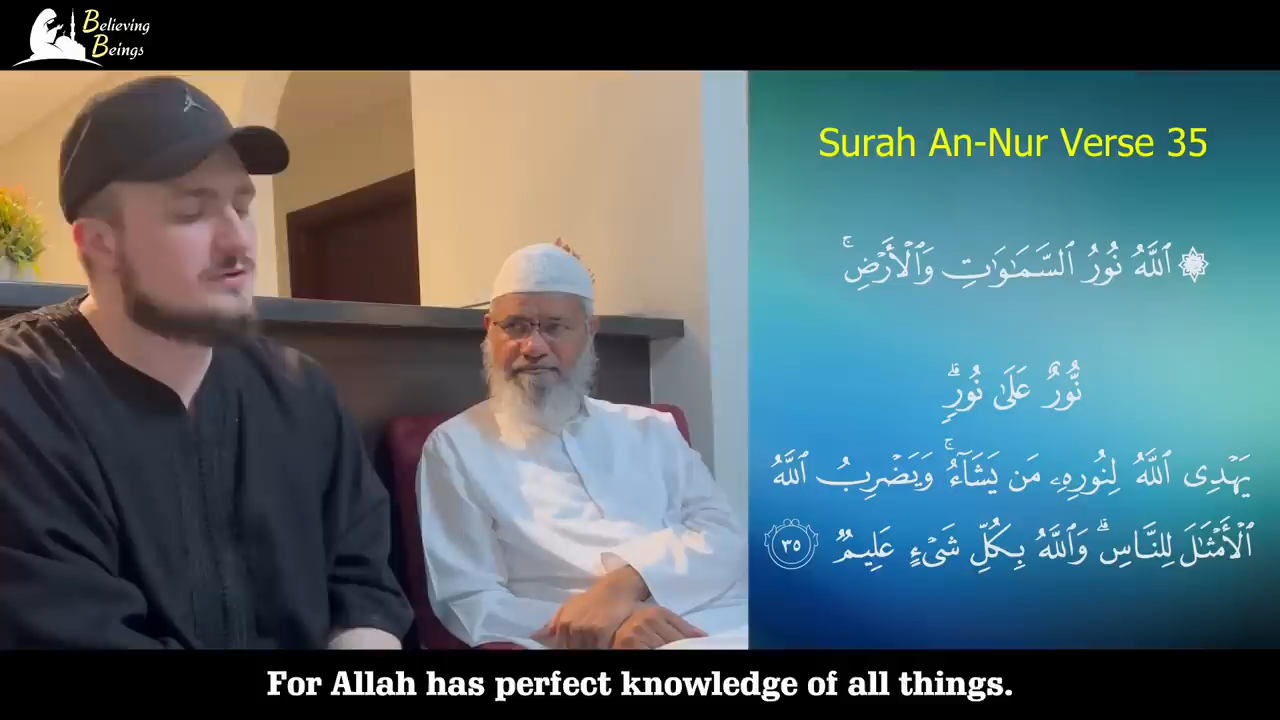 Believing
Beings
Surah An-Nur Verse 35
۞ ٱللَّهُ نُورُ ٱلسَّمَـٰوَٰتِ وَٱلْأَرْضِ ۚ
نُّورٌ عَلَىٰ نُورٍ ۗ
يَهْدِى ٱللَّهُ لِنُورِهِۦ مَن يَشَآءُ ۚ وَيَضْرِبُ ٱللَّهُ
ٱلْأَمْثَـٰلَ لِلنَّاسِ ۗ وَٱللَّهُ بِكُلِّ شَىْءٍ عَلِيمٌ ٣٥
For Allah has perfect knowledge of all things.